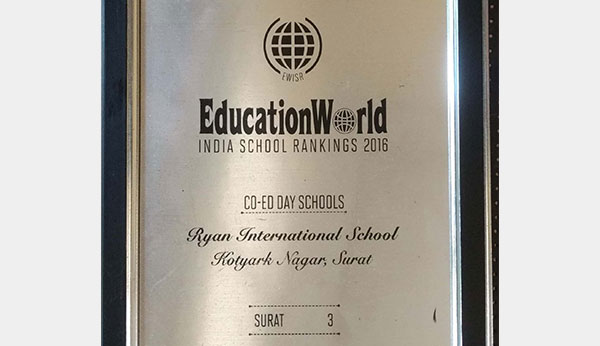 EWISR
EducationWorld
INDIA SCHOOL RANKINGS 2016
CO-ED DAY SCHOOLS
Ryan International School
Kotyark Nagar, Surat
SURAT 3